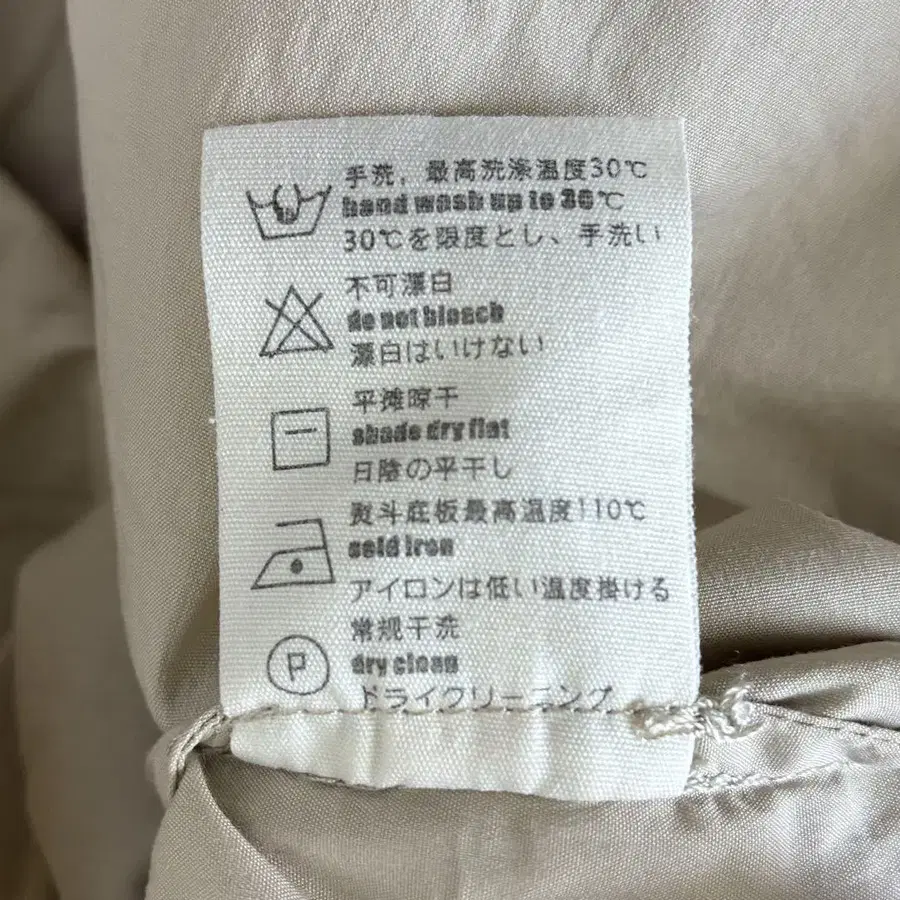 手洗，最高洗涤温度30℃
hand wash up to 30℃
30℃を限度とし、手洗い
不可漂白
do not bleach
漂白はいけない
平摊晾干
shade dry flat
日陰の平干し
熨斗底板最高温度110℃
cold iron
アイロンは低い温度掛ける
常规干洗
P
dry clean
ドライクリーニング